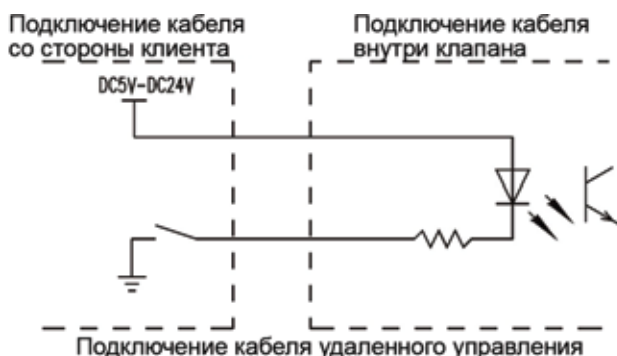 Подключение кабеля
со стороны клиента
Подключение кабеля
внутри клапана
DC5V-DC24V
Подключение кабеля удаленного управления